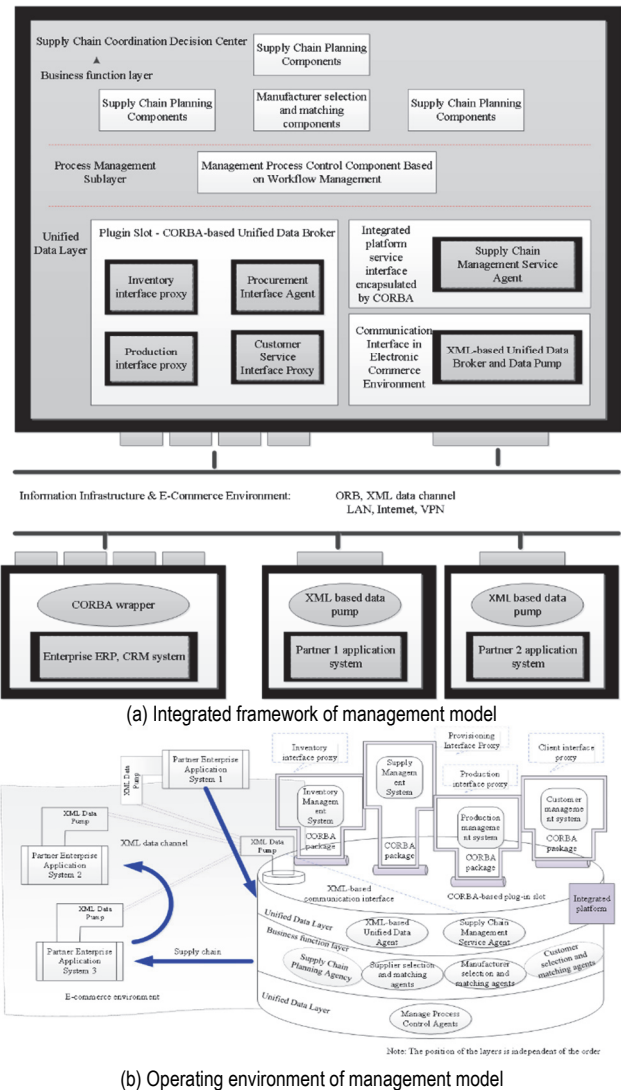 Supply Chain Coordination Decision Center
Supply Chain Planning
Components
Business function layer
Supply Chain Planning
Components
Manufacturer selection
and matching
components
Supply Chain Planning
Components
Process Management
Sublayer
Management Process Control Component Based
on Workflow Management
Unified
Data Layer
Plugin Slot - CORBA-based Unified Data Broker
Inventory
interface proxy
Procurement
Interface Agent
Production
interface proxy
Customer
Service
Interface Proxy
Integrated
platform
service
interface
encapsulated
by CORBA
Supply Chain
Management Service
Agent
Communication
Interface in
Electronic
Commerce
Environment
XML-based Unified Data
Broker and Data Pump
Information Infrastructure & E-Commerce Environment:
ORB, XML data channel
LAN, Internet, VPN
CORBA wrapper
Enterprise ERP, CRM system
XML based data
pump
Partner 1 application
system
XML based data
pump
Partner 2 application
system
(a) Integrated framework of management model
Partner Enterprise
Application
System 1
XML Data
Pump
Inventory
interface proxy
Supply
Managem
ent
System
Provisioning
Interface Proxy
Client interface
proxy
Production
interface proxy
Inventory
Managem
ent
System
CORBA
package
CORBA
package
Production
manageme
nt system
CORBA
package
Customer
manageme
nt system
CORBA
package
XML Data
Pump
XML data channel
Partner Enterprise
Application
System 2
XML Data
Pump
XML-based
communication interface
CORBA-based plug-in slot
Integrated
platform
XML Data
Pump
Partner Enterprise
Application
System 3
Supply chain
E-commerce environment
Unified Data Layer
XML-based
Unified Data
Agent
Supply Chain
Management
Service Agent
Business function layer
Supply Chain
Planning Agency
Supplier selection
and matching
agents
Manufacturer
selection and
matching agents
Customer
selection and
matching agents
Unified Data Layer
Manage Process
Control Agents
Note: The position of the layers is independent of the order
(b) Operating environment of management model